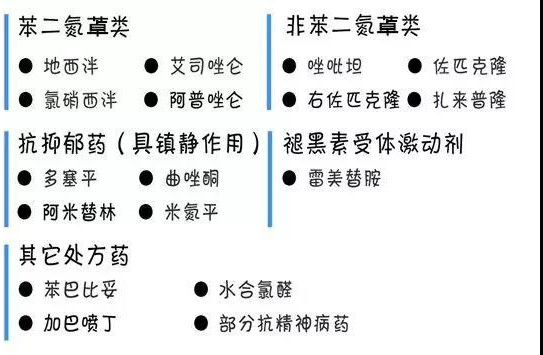 苯二氮䓬类
地西泮
艾司唑仑
氯硝西泮
阿普唑仑
非苯二氮䓬类
唑吡坦
佐匹克隆
右佐匹克隆
扎来普隆
抗抑郁药（具镇静作用）
多塞平
曲唑酮
阿米替林
米氮平
褪黑素受体激动剂
雷美替胺
其它处方药
苯巴比妥
水合氯醛
加巴喷丁
部分抗精神病药